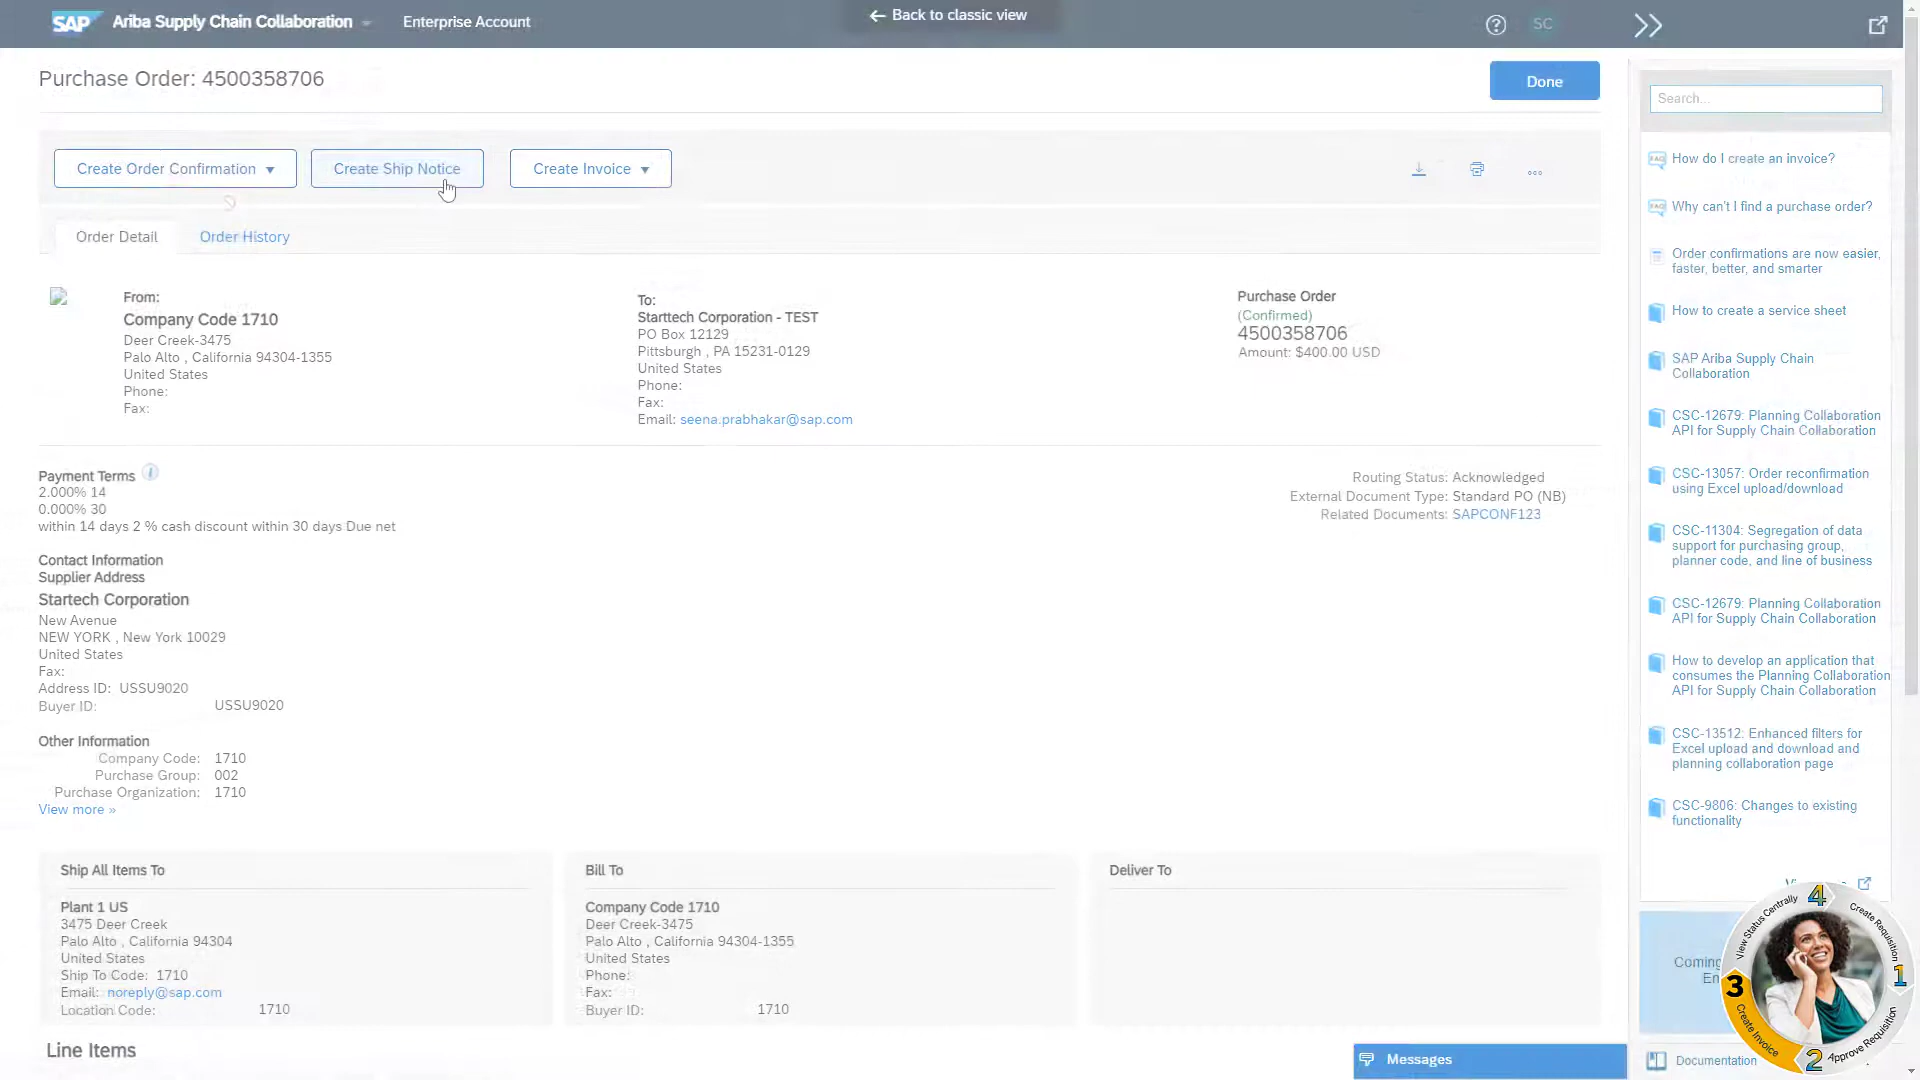 SAP Ariba Supply Chain Collaboration Enterprise Account
Back to classic view
? SC
Purchase Order: 4500358706
Done
Create Order Confirmation ▼
Create Ship Notice
Create Invoice ▼
Order Detail
Order History
From:
Company Code 1710
Deer Creek-3475
Palo Alto , California 94304-1355
United States
Phone:
Fax:
To:
Starttech Corporation - TEST
PO Box 12129
Pittsburgh , PA 15231-0129
United States
Phone:
Fax:
Email: seena.prabhakar@sap.com
Purchase Order
(Confirmed)
4500358706
Amount: $400.00 USD
Payment Terms i
2.000% 14
0.000% 30
within 14 days 2 % cash discount within 30 days Due net
Routing Status: Acknowledged
External Document Type: Standard PO (NB)
Related Documents: SAPCONF123
Contact Information
Supplier Address
Startech Corporation
New Avenue
NEW YORK , New York 10029
United States
Fax:
Address ID: USSU9020
Buyer ID: USSU9020
Other Information
Company Code: 1710
Purchase Group: 002
Purchase Organization: 1710
View more »
Ship All Items To
Plant 1 US
3475 Deer Creek
Palo Alto , California 94304
United States
Ship To Code: 1710
Email: noreply@sap.com
Location Code: 1710
Bill To
Company Code 1710
Deer Creek-3475
Palo Alto , California 94304-1355
United States
Phone:
Fax:
Buyer ID: 1710
Deliver To
Line Items
Messages
Search...
FAQ How do I create an invoice?
FAQ Why can't I find a purchase order?
Order confirmations are now easier,
faster, better, and smarter
How to create a service sheet
SAP Ariba Supply Chain
Collaboration
CSC-12679: Planning Collaboration
API for Supply Chain Collaboration
CSC-13057: Order reconfirmation
using Excel upload/download
CSC-11304: Segregation of data
support for purchasing group,
planner code, and line of business
CSC-12679: Planning Collaboration
API for Supply Chain Collaboration
How to develop an application that
consumes the Planning Collaboration
API for Supply Chain Collaboration
CSC-13512: Enhanced filters for
Excel upload and download and
planning collaboration page
CSC-9806: Changes to existing
functionality
Coming
En
Documentation
1 Create Requisition
2 Approve Requisition
3 Create Invoice
4 View Status Centrally